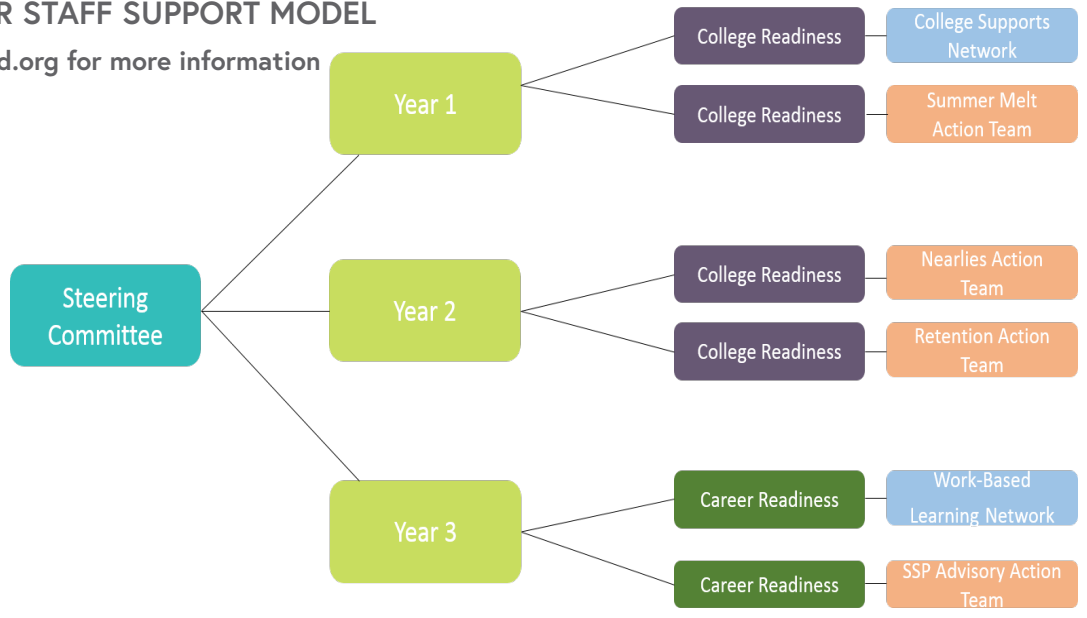 R STAFF SUPPORT MODEL
d.org for more information
Year 1
College Readiness
College Supports
Network
College Readiness
Summer Melt
Action Team
Steering
Committee
Year 2
College Readiness
Nearlies Action
Team
College Readiness
Retention Action
Team
Year 3
Career Readiness
Work-Based
Learning Network
Career Readiness
SSP Advisory Action
Team